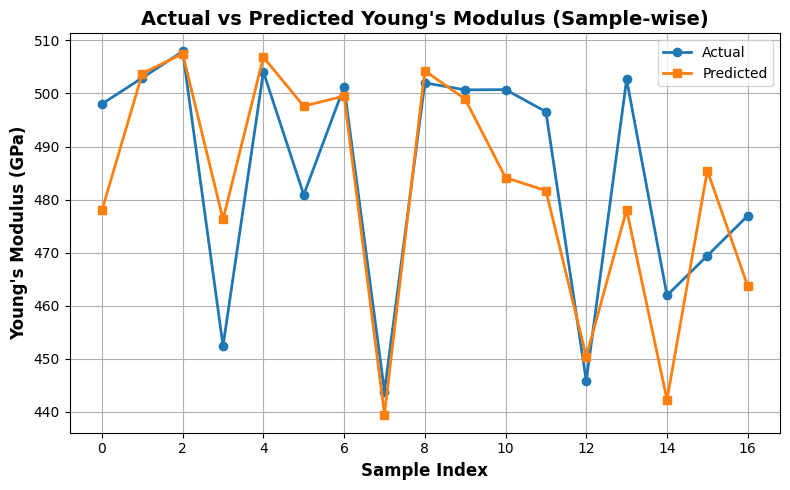 Actual vs Predicted Young's Modulus (Sample-wise)
Actual
Predicted
Young's Modulus (GPa)
510
500
490
480
470
460
450
440
0 2 4 6 8 10 12 14 16
Sample Index